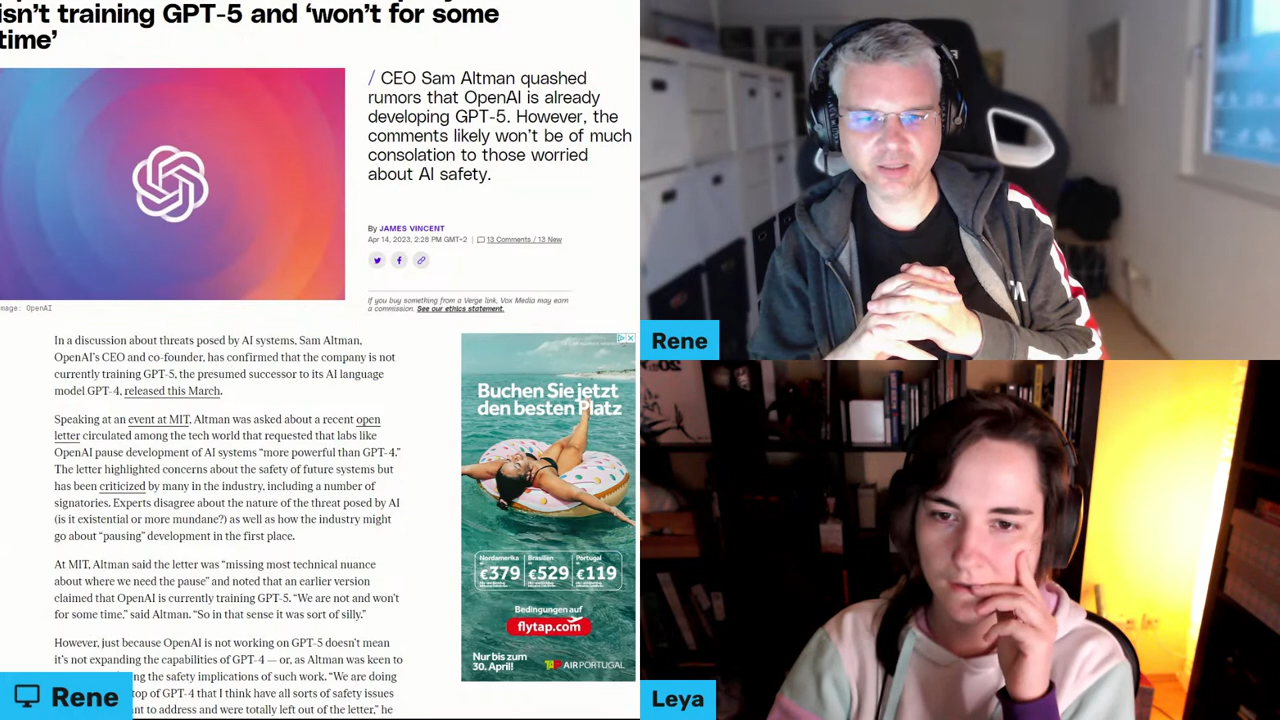 isn't training GPT-5 and 'won't for some
time'
/ CEO Sam Altman quashed
rumors that OpenAI is already
developing GPT-5. However, the
comments likely won't be of much
consolation to those worried
about AI safety.
By JAMES VINCENT
Apr 14, 2023, 2:28 PM GMT+2 | 13 Comments / 13 New
If you buy something from a Verge link, Vox Media may earn
a commission. See our ethics statement.
mage: OpenAI
In a discussion about threats posed by AI systems, Sam Altman,
OpenAI's CEO and co-founder, has confirmed that the company is not
currently training GPT-5, the presumed successor to its AI language
model GPT-4, released this March.
Speaking at an event at MIT, Altman was asked about a recent open
letter circulated among the tech world that requested that labs like
OpenAI pause development of AI systems "more powerful than GPT-4."
The letter highlighted concerns about the safety of future systems but
has been criticized by many in the industry, including a number of
signatories. Experts disagree about the nature of the threat posed by AI
(is it existential or more mundane?) as well as how the industry might
go about "pausing" development in the first place.
At MIT, Altman said the letter was "missing most technical nuance
about where we need the pause" and noted that an earlier version
claimed that OpenAI is currently training GPT-5. "We are not and won't
for some time," said Altman. "So in that sense it was sort of silly."
However, just because OpenAI is not working on GPT-5 doesn't mean
it's not expanding the capabilities of GPT-4 — or, as Altman was keen to
ng the safety implications of such work. "We are doing
top of GPT-4 that I think have all sorts of safety issues
nt to address and were totally left out of the letter," he
Buchen Sie jetzt
den besten Platz
Nordamerika
€379
Brasilien
€529
Portugal
€119
Bedingungen auf
flytap.com
Nur bis zum
30. April!
AIR PORTUGAL
Rene
Rene
Leya